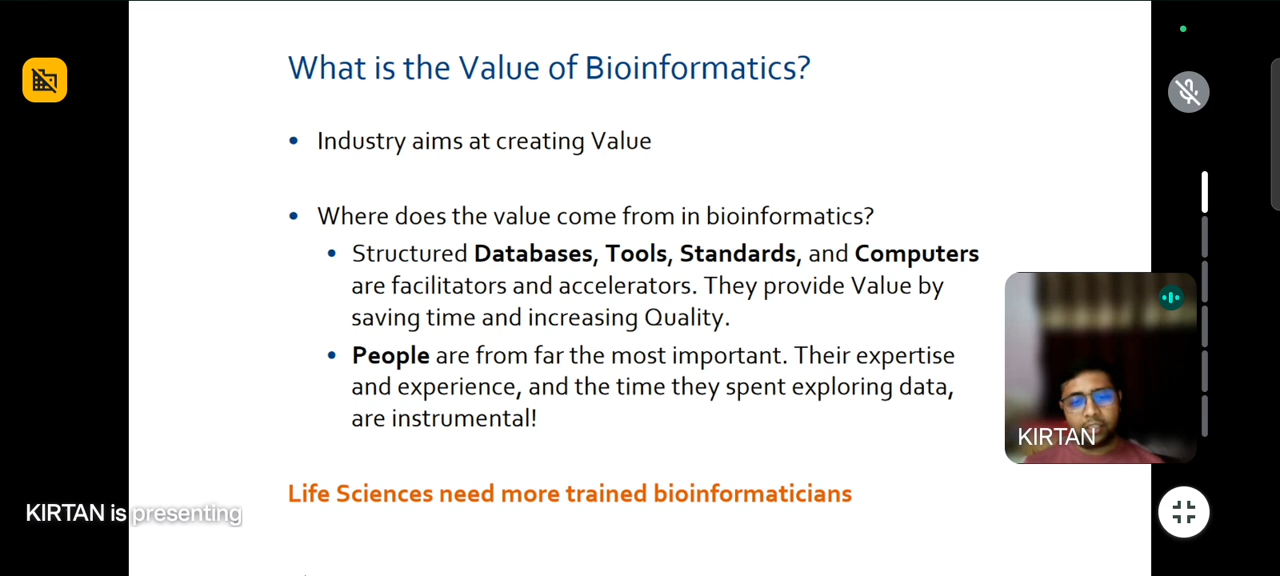 What is the Value of Bioinformatics?
• Industry aims at creating Value
• Where does the value come from in bioinformatics?
• Structured Databases, Tools, Standards, and Computers
are facilitators and accelerators. They provide Value by
saving time and increasing Quality.
• People are from far the most important. Their expertise
and experience, and the time they spent exploring data,
are instrumental!
KIRTAN
Life Sciences need more trained bioinformaticians
KIRTAN is presenting